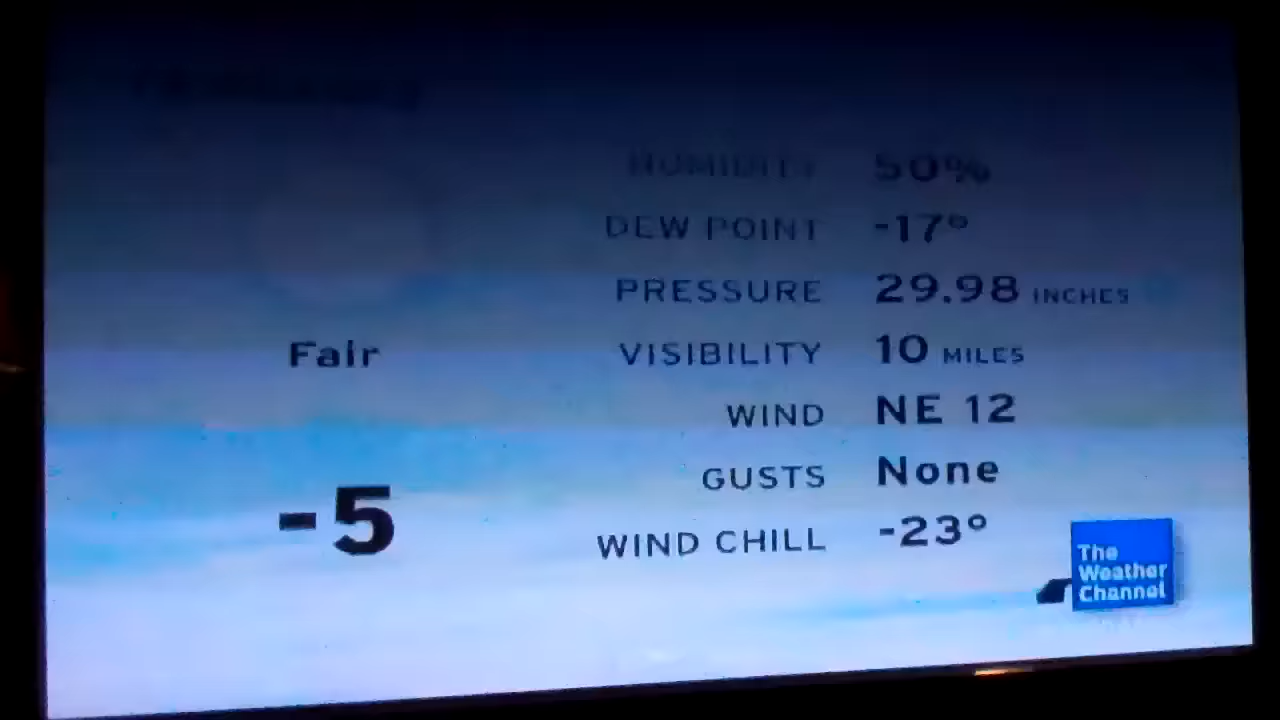 HUMIDITY 50%
DEW POINT -17°
PRESSURE 29.98 INCHES
Fair
VISIBILITY 10 MILES
WIND NE 12
GUSTS None
-5
WIND CHILL -23°
The
Weather
Channel